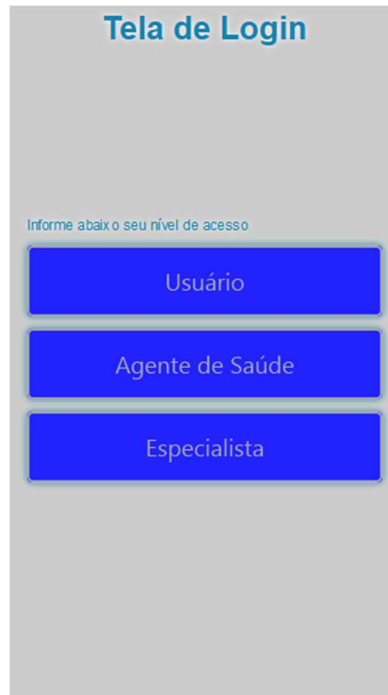 Tela de Login
Informe abaixo seu nível de acesso
Usuário
Agente de Saúde
Especialista